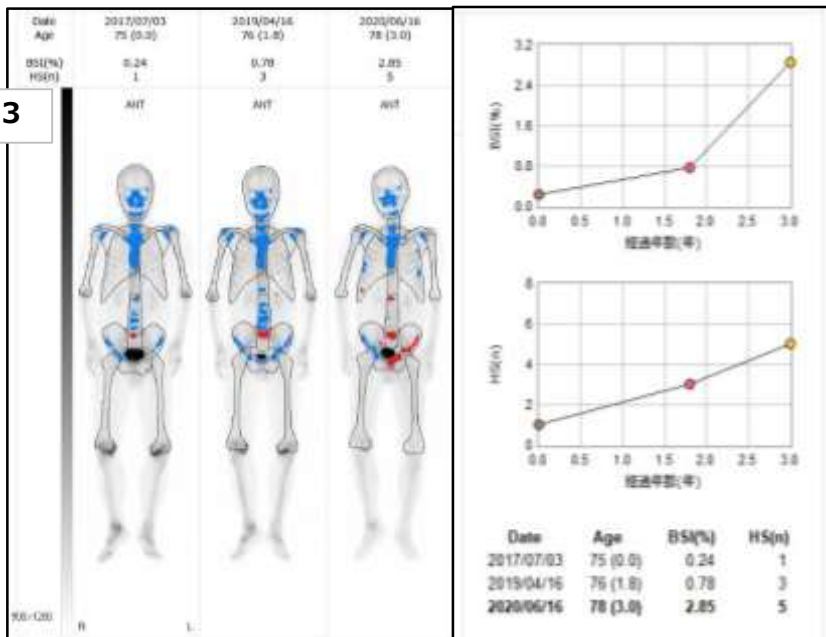 Date 2017/07/03 2019/04/16 2020/06/16
Age 75 (0.0) 76 (1.8) 78 (3.0)
BSI(%) 0.24 0.78 2.85
HS(n) 1 3 5
3
ANT ANT ANT
R L
3.2
2.4
1.6
0.8
0.0
BSI(%)
0.0 0.5 1.0 1.5 2.0 2.5 3.0
経過年数(年)
8
6
4
2
0
HS(n)
0.0 0.5 1.0 1.5 2.0 2.5 3.0
経過年数(年)
Date Age BSI(%) HS(n)
2017/07/03 75 (0.0) 0.24 1
2019/04/16 76 (1.8) 0.78 3
2020/06/16 78 (3.0) 2.85 5